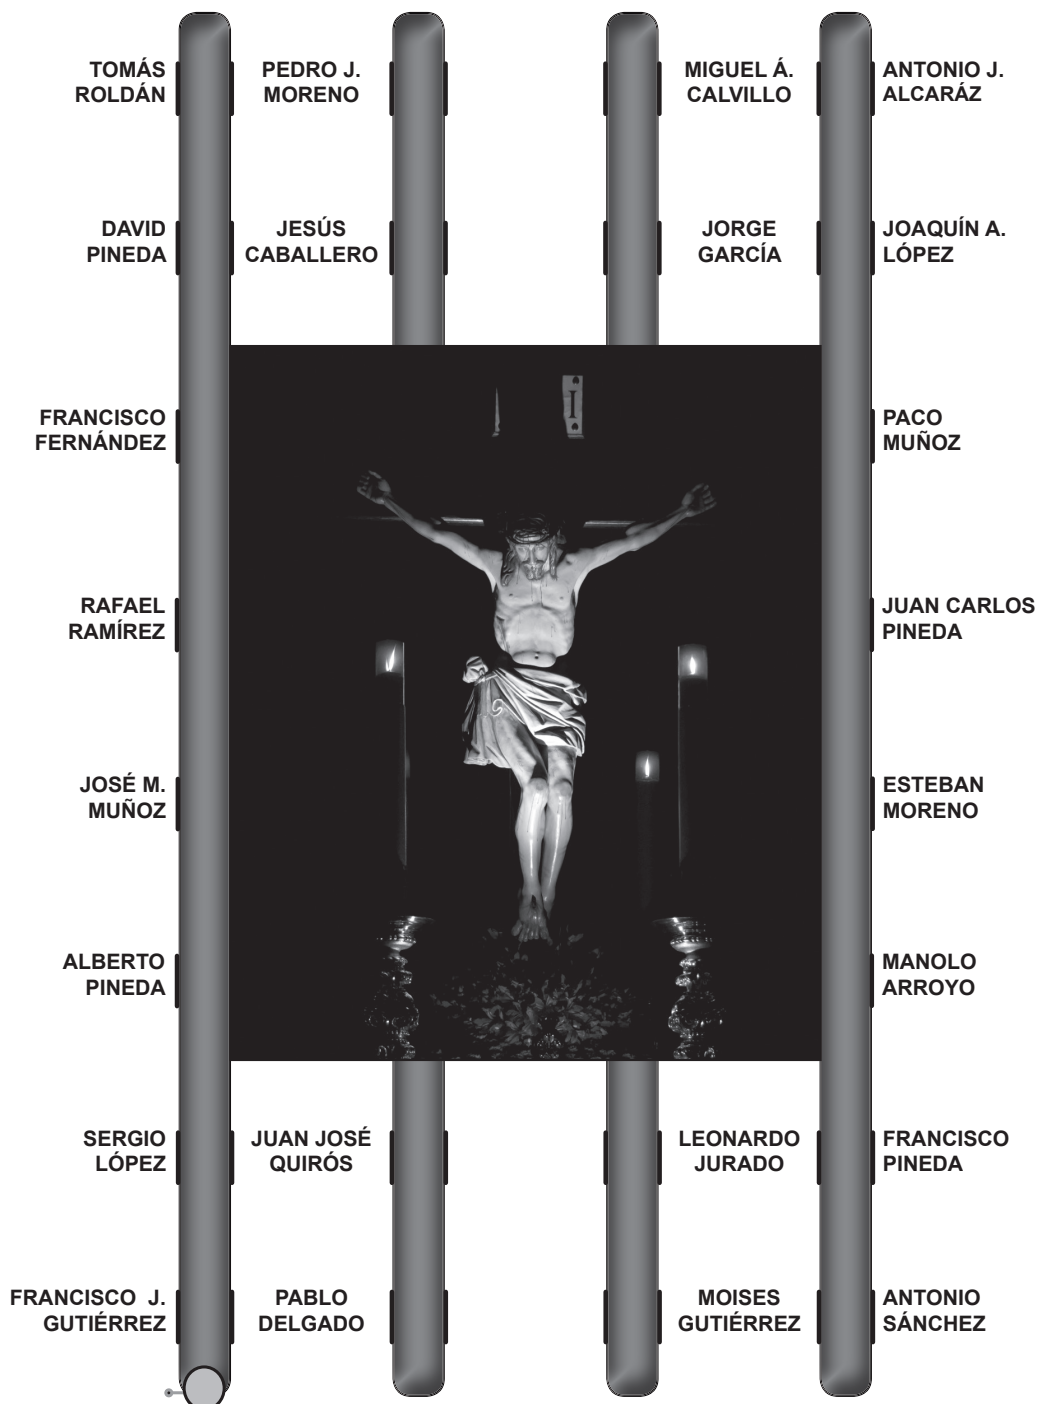 TOMÁS
ROLDÁN
PEDRO J.
MORENO
MIGUEL Á.
CALVILLO
ANTONIO J.
ALCARÁZ
DAVID
PINEDA
JESÚS
CABALLERO
JORGE
GARCÍA
JOAQUÍN A.
LÓPEZ
FRANCISCO
FERNÁNDEZ
I
PACO
MUÑOZ
RAFAEL
RAMÍREZ
JUAN CARLOS
PINEDA
JOSÉ M.
MUÑOZ
ESTEBAN
MORENO
ALBERTO
PINEDA
MANOLO
ARROYO
SERGIO
LÓPEZ
JUAN JOSÉ
QUIRÓS
LEONARDO
JURADO
FRANCISCO
PINEDA
FRANCISCO  J.
GUTIÉRREZ
PABLO
DELGADO
MOISES
GUTIÉRREZ
ANTONIO
SÁNCHEZ